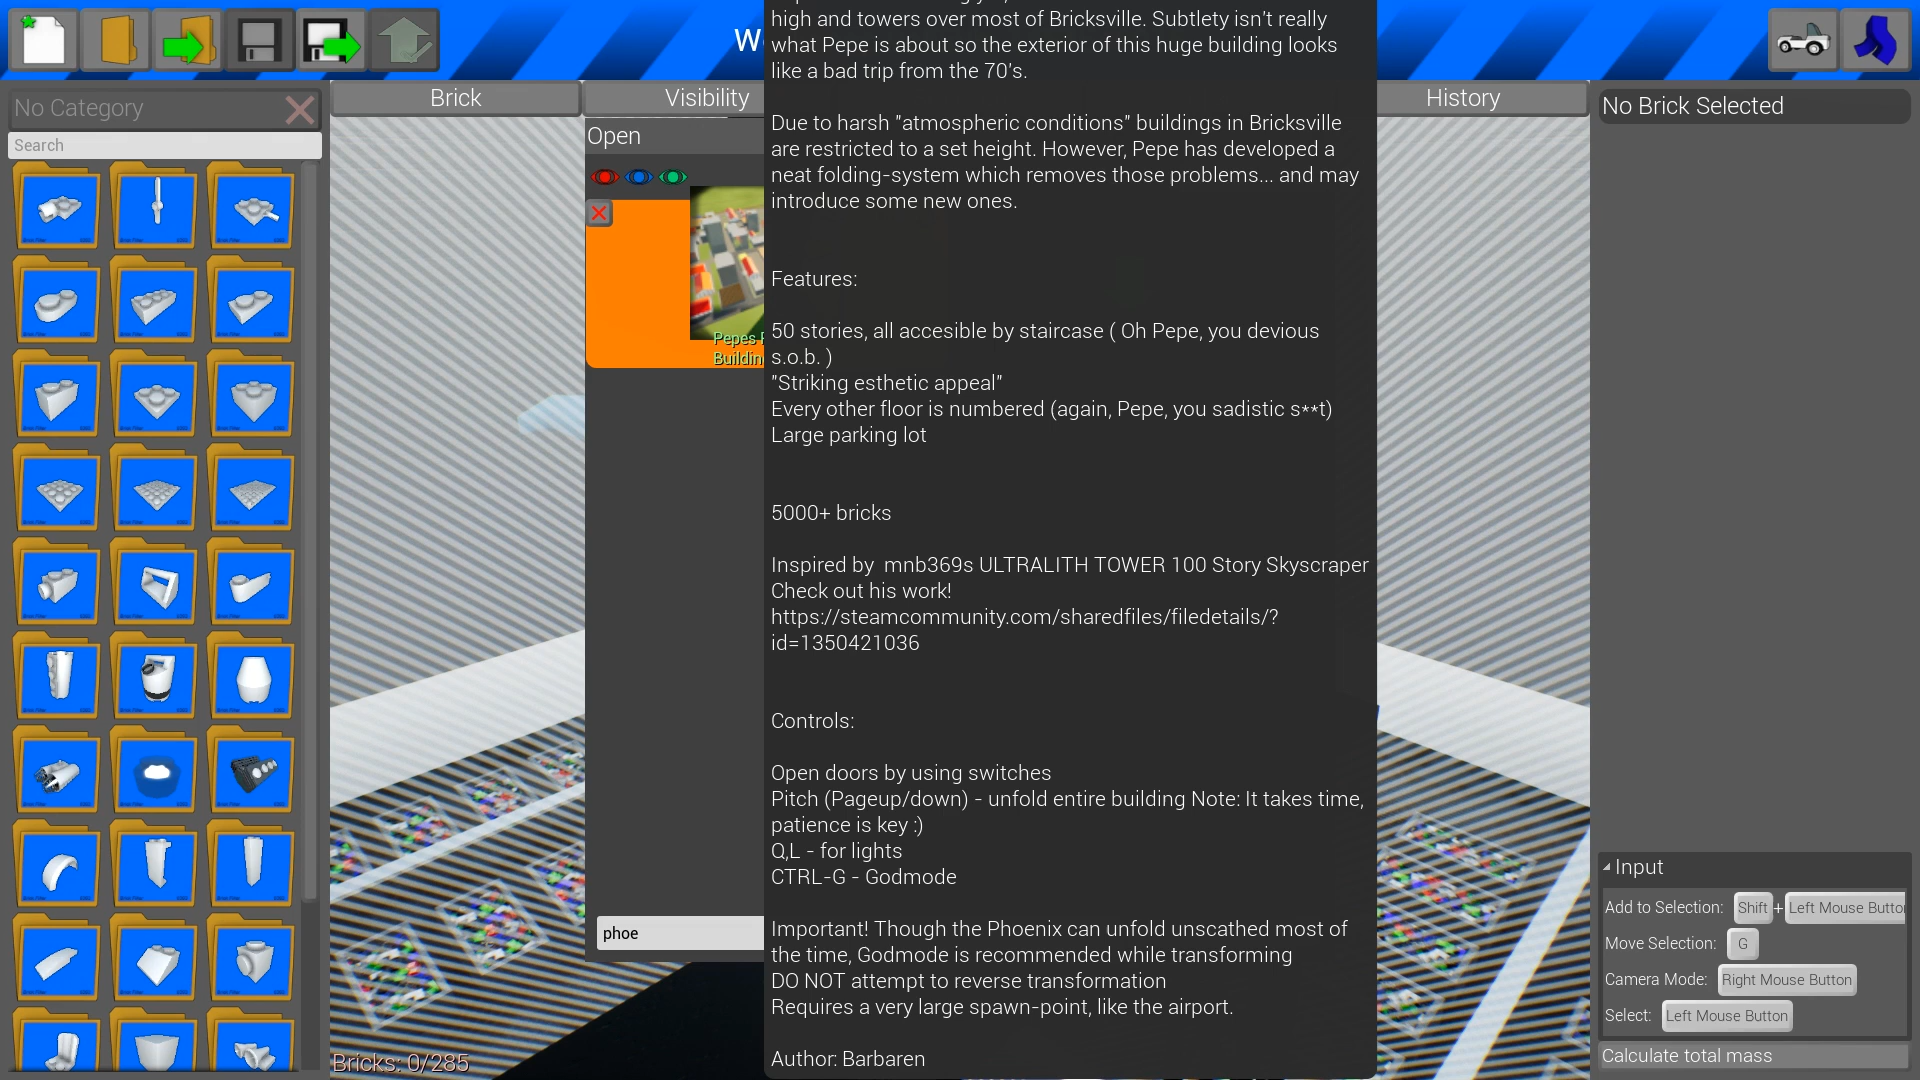 W
No Category
Search
Brick
Visibility
History
Open
Pepes
Buildin
phoe
Bricks: 0/285
high and towers over most of Bricksville. Subtlety isn't really
what Pepe is about so the exterior of this huge building looks
like a bad trip from the 70's.
Due to harsh "atmospheric conditions" buildings in Bricksville
are restricted to a set height. However, Pepe has developed a
neat folding-system which removes those problems... and may
introduce some new ones.
Features:
50 stories, all accesible by staircase ( Oh Pepe, you devious
s.o.b. )
"Striking esthetic appeal"
Every other floor is numbered (again, Pepe, you sadistic s**t)
Large parking lot
5000+ bricks
Inspired by  mnb369s ULTRALITH TOWER 100 Story Skyscraper
Check out his work!
https://steamcommunity.com/sharedfiles/filedetails/?
id=1350421036
Controls:
Open doors by using switches
Pitch (Pageup/down) - unfold entire building Note: It takes time,
patience is key :)
Q,L - for lights
CTRL-G - Godmode
Important! Though the Phoenix can unfold unscathed most of
the time, Godmode is recommended while transforming
DO NOT attempt to reverse transformation
Requires a very large spawn-point, like the airport.
Author: Barbaren
No Brick Selected
Input
Add to Selection: Shift + Left Mouse Butto
Move Selection: G
Camera Mode: Right Mouse Button
Select: Left Mouse Button
Calculate total mass